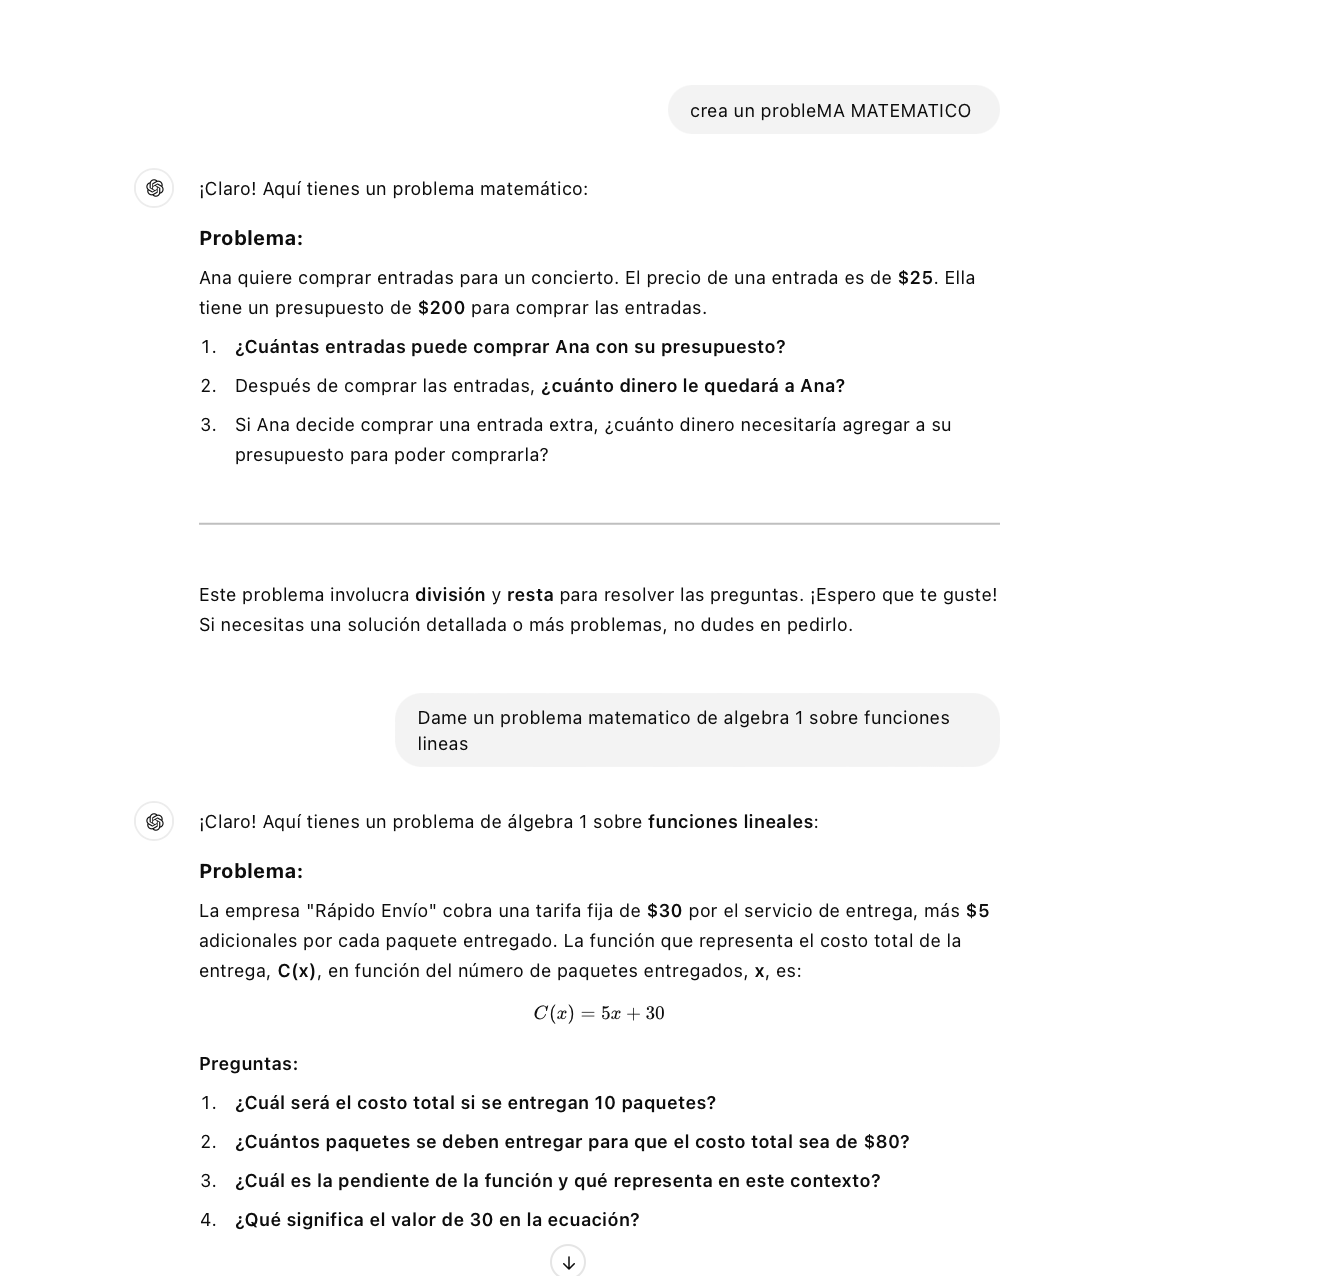 crea un probleMA MATEMATICO
¡Claro! Aquí tienes un problema matemático:
Problema:
Ana quiere comprar entradas para un concierto. El precio de una entrada es de $25. Ella
tiene un presupuesto de $200 para comprar las entradas.
1. ¿Cuántas entradas puede comprar Ana con su presupuesto?
2. Después de comprar las entradas, ¿cuánto dinero le quedará a Ana?
3. Si Ana decide comprar una entrada extra, ¿cuánto dinero necesitaría agregar a su
presupuesto para poder comprarla?
Este problema involucra división y resta para resolver las preguntas. ¡Espero que te guste!
Si necesitas una solución detallada o más problemas, no dudes en pedirlo.
Dame un problema matematico de algebra 1 sobre funciones
lineas
¡Claro! Aquí tienes un problema de álgebra 1 sobre funciones lineales:
Problema:
La empresa "Rápido Envío" cobra una tarifa fija de $30 por el servicio de entrega, más $5
adicionales por cada paquete entregado. La función que representa el costo total de la
entrega, C(x), en función del número de paquetes entregados, x, es:
C(x) = 5x + 30
Preguntas:
1. ¿Cuál será el costo total si se entregan 10 paquetes?
2. ¿Cuántos paquetes se deben entregar para que el costo total sea de $80?
3. ¿Cuál es la pendiente de la función y qué representa en este contexto?
4. ¿Qué significa el valor de 30 en la ecuación?